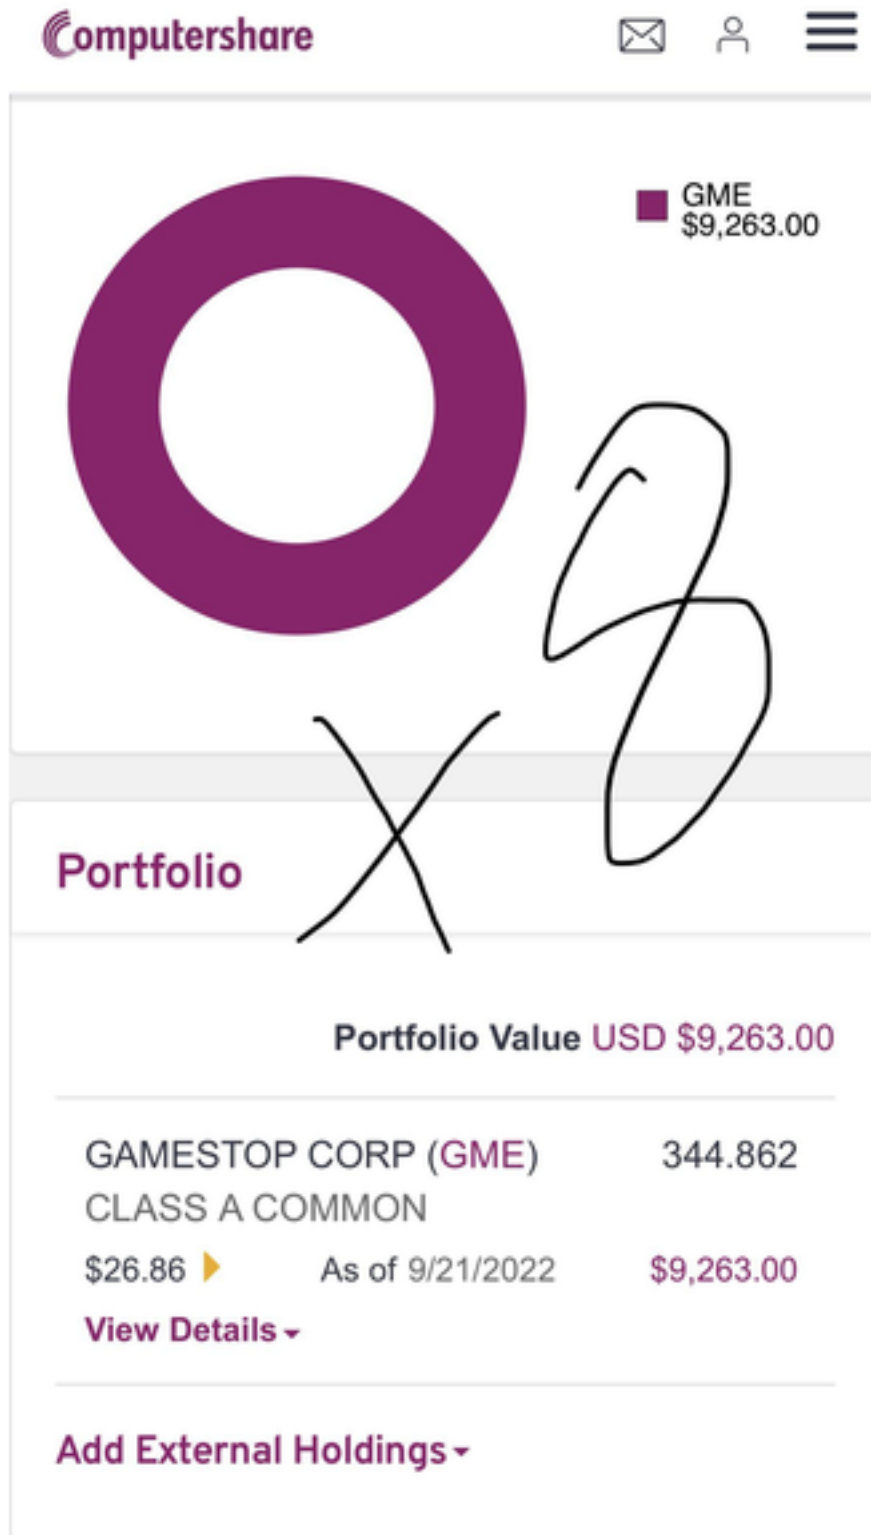 Computershare
GME
$9,263.00
X 8
Portfolio
Portfolio Value USD $9,263.00
GAMESTOP CORP (GME) 344.862
CLASS A COMMON
$26.86 As of 9/21/2022 $9,263.00
View Details
Add External Holdings